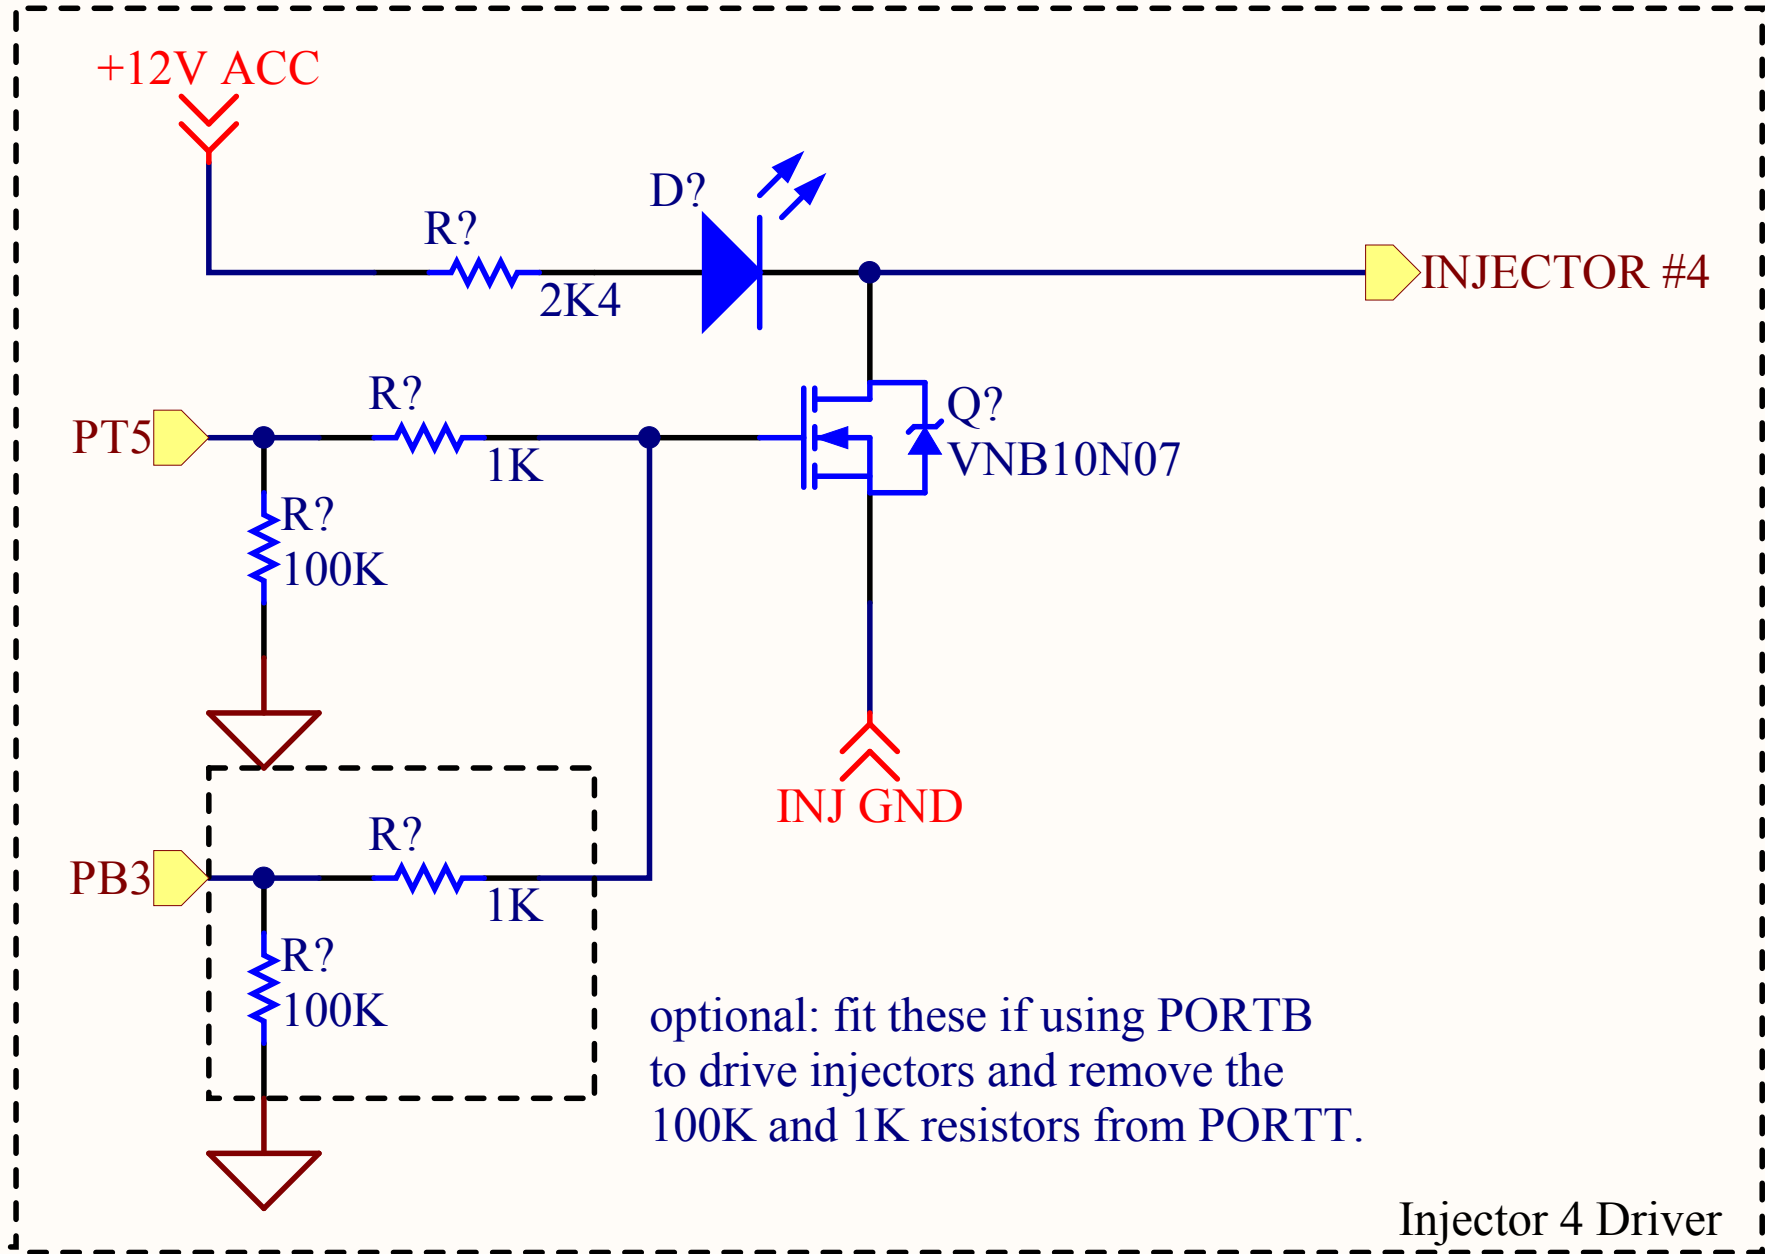 +12V ACC
D?
R?
2K4
INJECTOR #4
R?
PT5
1K
Q?
VNB10N07
R?
100K
INJ GND
R?
PB3
1K
R?
100K
optional: fit these if using PORTB
to drive injectors and remove the
100K and 1K resistors from PORTT.
Injector 4 Driver